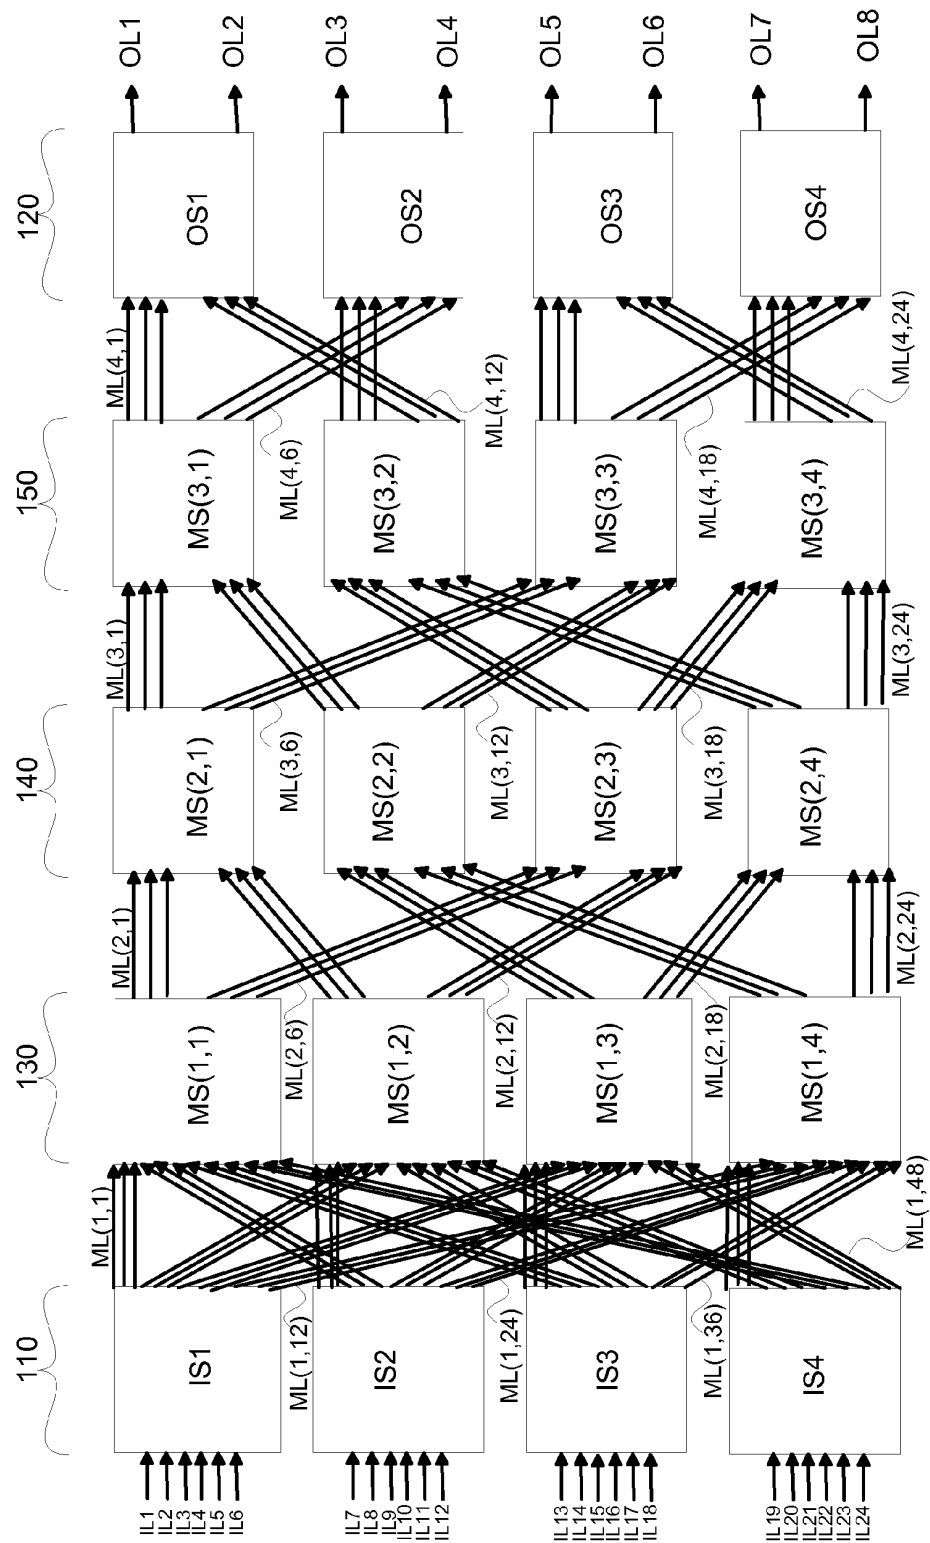 110
130
140
150
120
IL1
IL2
IL3
IL4
IL5
IL6
IS1
ML(1,1)
MS(1,1)
ML(2,1)
MS(2,1)
ML(3,1)
MS(3,1)
ML(4,1)
OS1
OL1
OL2
ML(1,12)
ML(2,6)
ML(3,6)
ML(4,6)
IL7
IL8
IL9
IL10
IL11
IL12
IS2
MS(1,2)
MS(2,2)
MS(3,2)
OS2
OL3
OL4
ML(1,24)
ML(2,12)
ML(3,12)
ML(4,12)
IL13
IL14
IL15
IL16
IL17
IL18
IS3
MS(1,3)
MS(2,3)
MS(3,3)
OS3
OL5
OL6
ML(1,36)
ML(2,18)
ML(3,18)
ML(4,18)
IL19
IL20
IL21
IL22
IL23
IL24
IS4
MS(1,4)
MS(2,4)
MS(3,4)
OS4
OL7
OL8
ML(1,48)
ML(2,24)
ML(3,24)
ML(4,24)